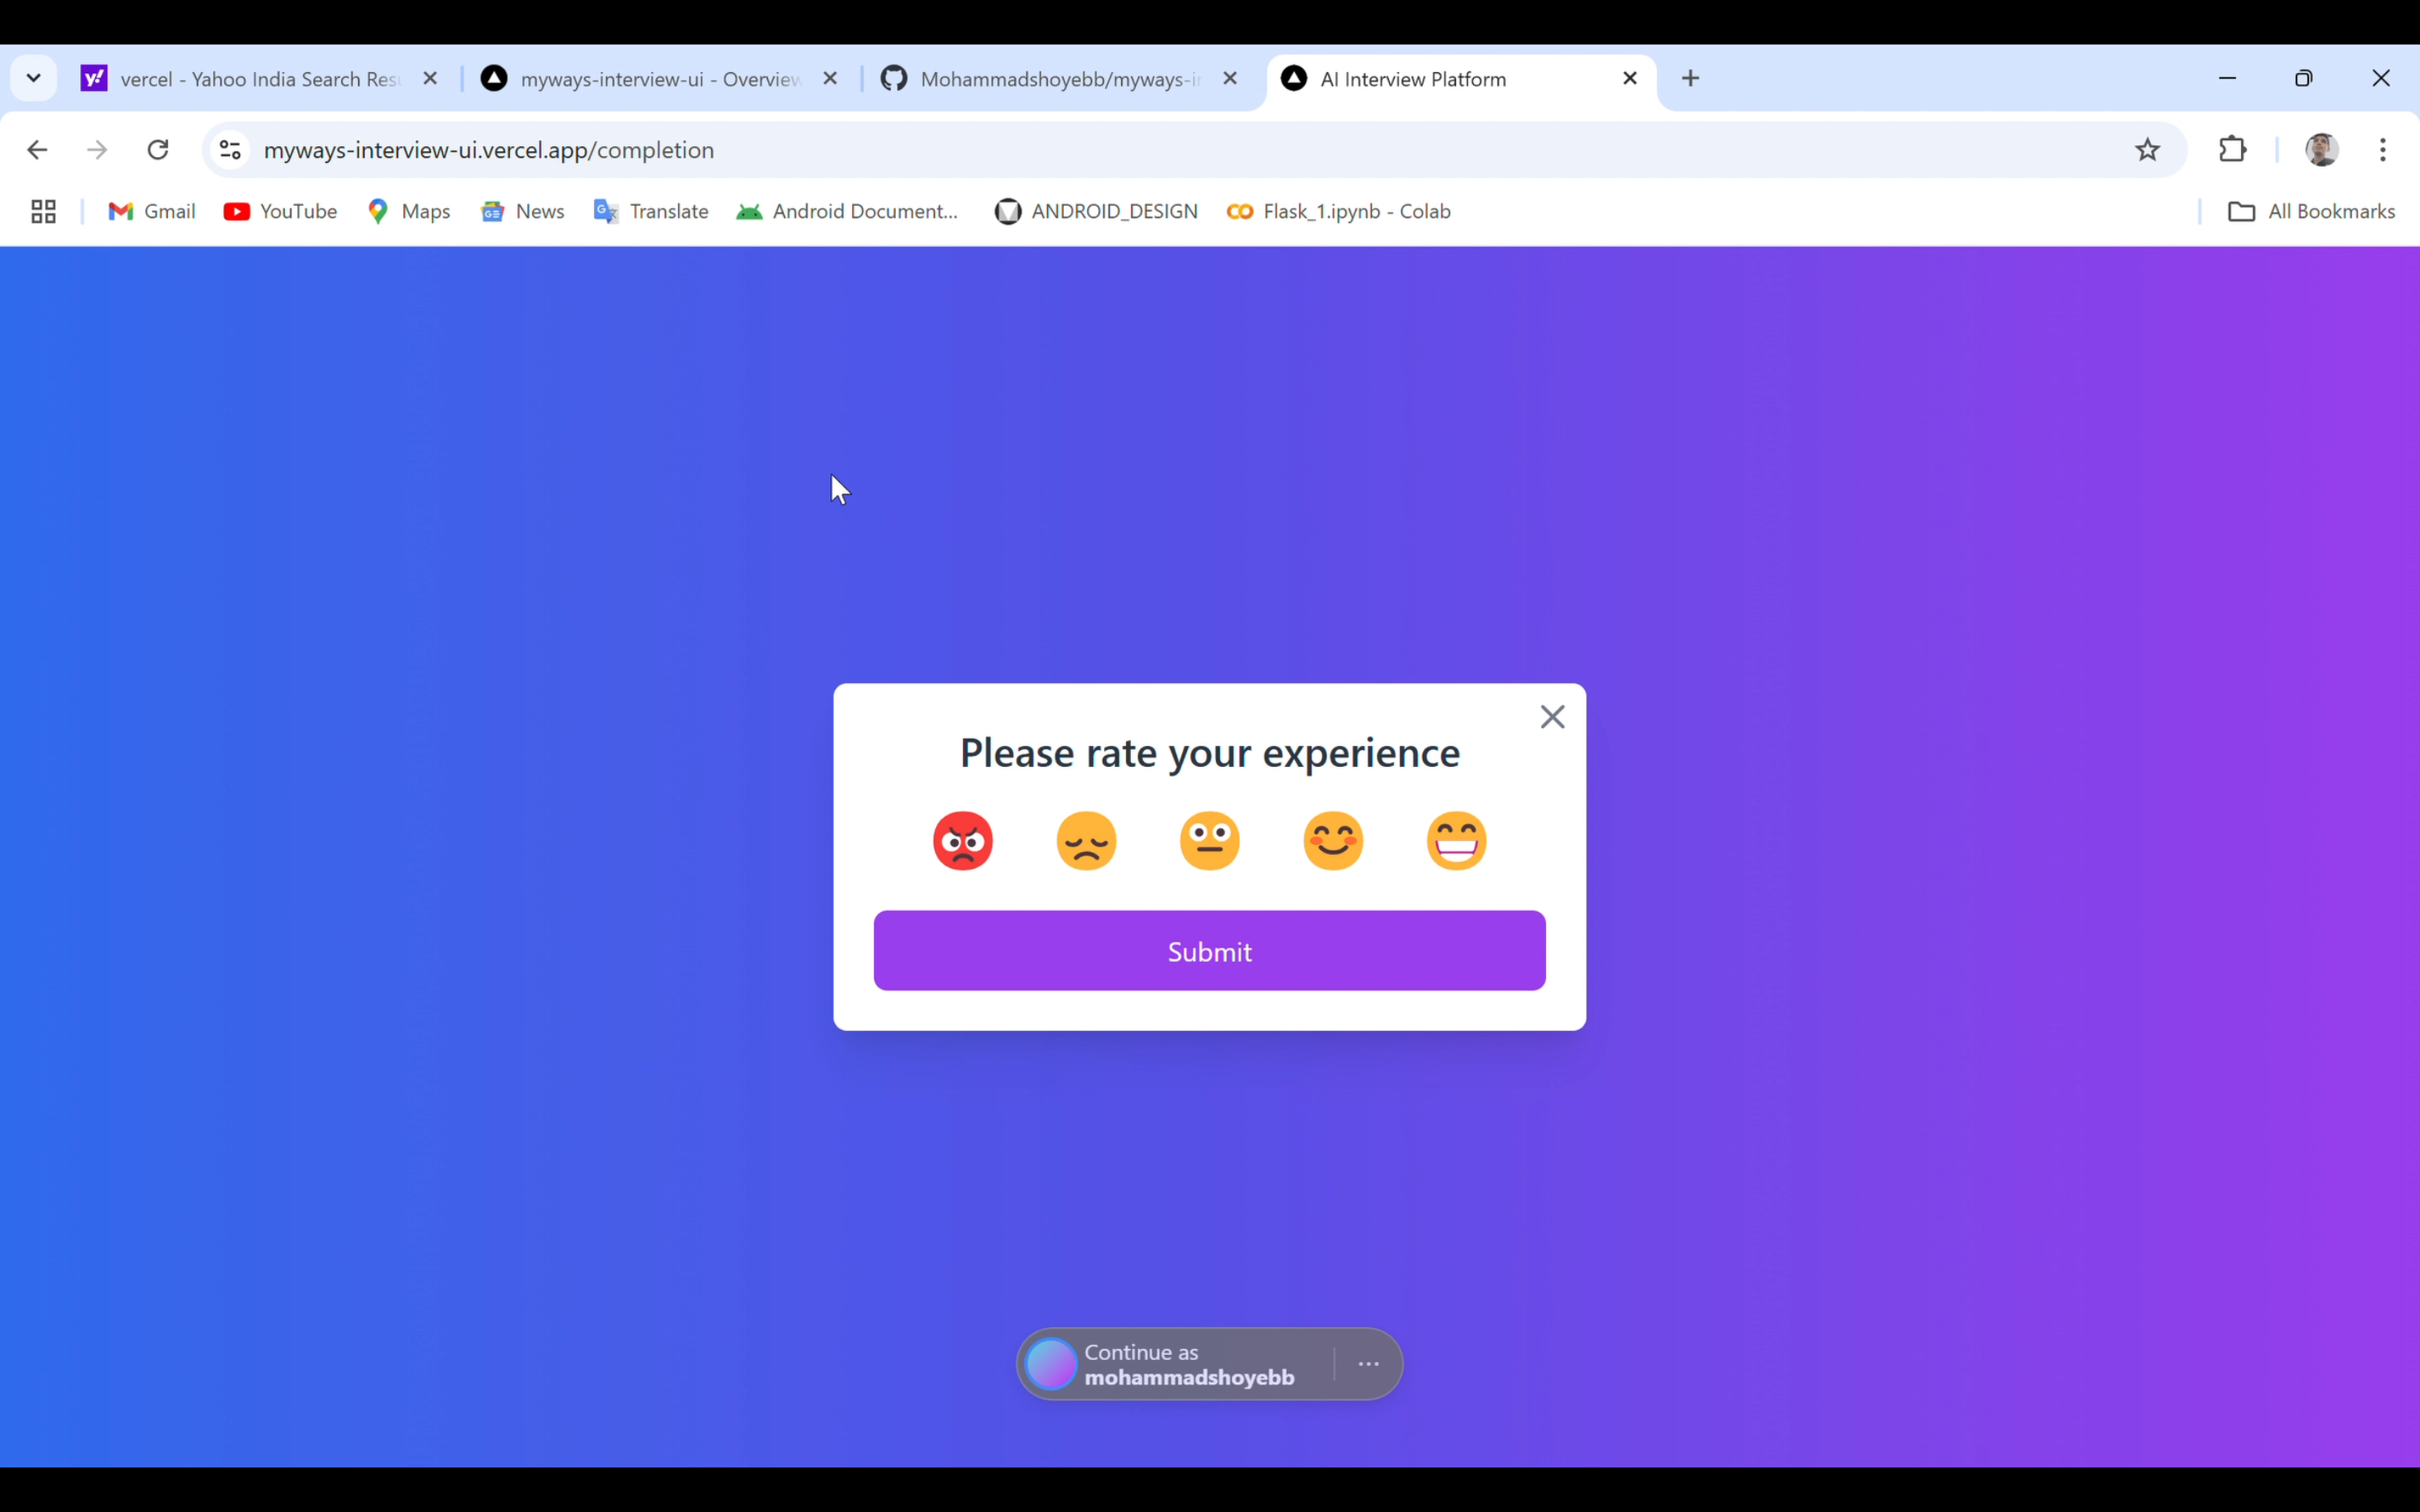 vercel - Yahoo India Search Res
myways-interview-ui - Overview
Mohammadshoyebb/myways-i
AI Interview Platform
myways-interview-ui.vercel.app/completion
Gmail
YouTube
Maps
News
Translate
Android Document...
ANDROID_DESIGN
Flask_1.ipynb - Colab
All Bookmarks
Please rate your experience
Submit
Continue as
mohammadshoyebb